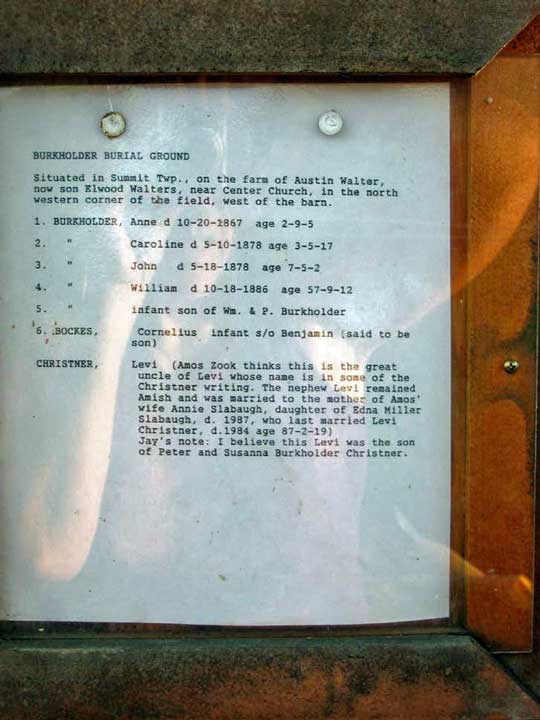 BURKHOLDER BURIAL GROUND
Situated in Summit Twp., on the farm of Austin Walter,
now son Elwood Walters, near Center Church, in the north
western corner of the field, west of the barn.
1. BURKHOLDER, Anne d 10-20-1867 age 2-9-5
2. " Caroline d 5-10-1878 age 3-5-17
3. " John d 5-18-1878 age 7-5-2
4. " William d 10-18-1886 age 57-9-12
5. " infant son of Wm. & P. Burkholder
6. BOCKES, Cornelius infant s/o Benjamin (said to be
son)
CHRISTNER, Levi (Amos Zook thinks this is the great
uncle of Levi whose name is in some of the
Christner writing. The nephew Levi remained
Amish and was married to the mother of Amos'
wife Annie Slabaugh, daughter of Edna Miller
Slabaugh, d. 1987, who last married Levi
Christner, d.1984 age 87-2-19)
Jay's note: I believe this Levi was the son
of Peter and Susanna Burkholder Christner.